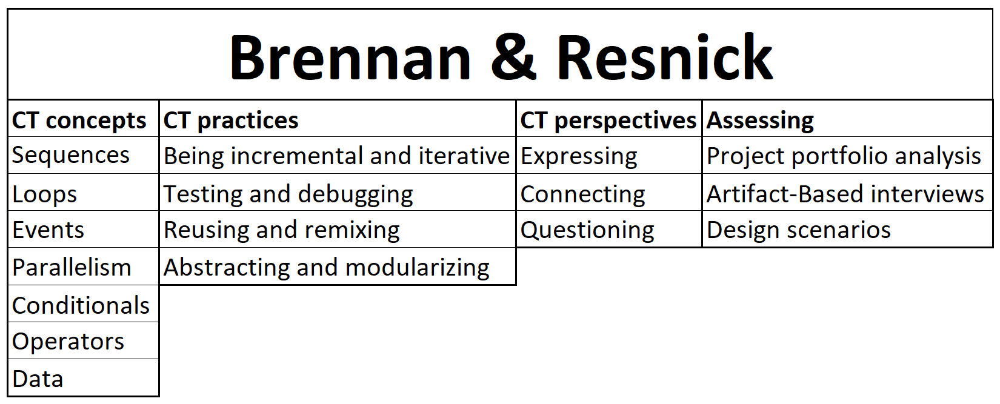 Brennan & Resnick
CT concepts CT practices CT perspectives Assessing
Sequences Being incremental and iterative Expressing Project portfolio analysis
Loops Testing and debugging Connecting Artifact-Based interviews
Events Reusing and remixing Questioning Design scenarios
Parallelism Abstracting and modularizing
Conditionals
Operators
Data